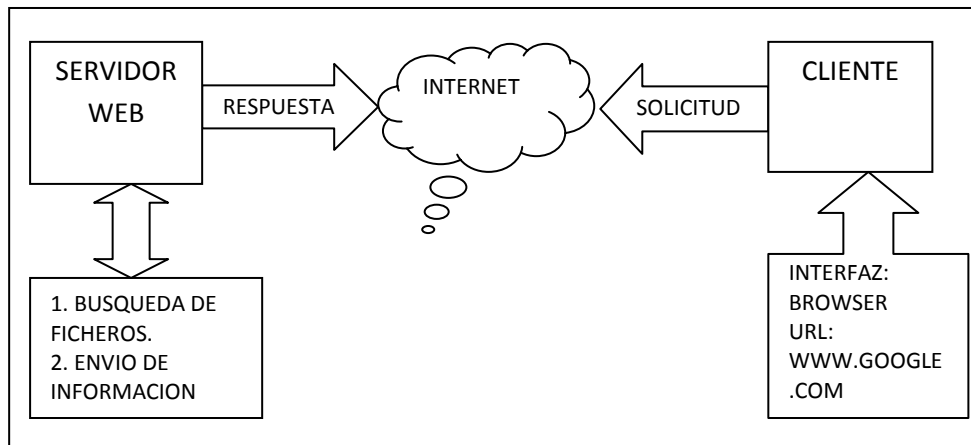 SERVIDOR
WEB
RESPUESTA
INTERNET
SOLICITUD
CLIENTE
1. BUSQUEDA DE
FICHEROS.
2. ENVIO DE
INFORMACION
INTERFAZ:
BROWSER
URL:
WWW.GOOGLE
.COM